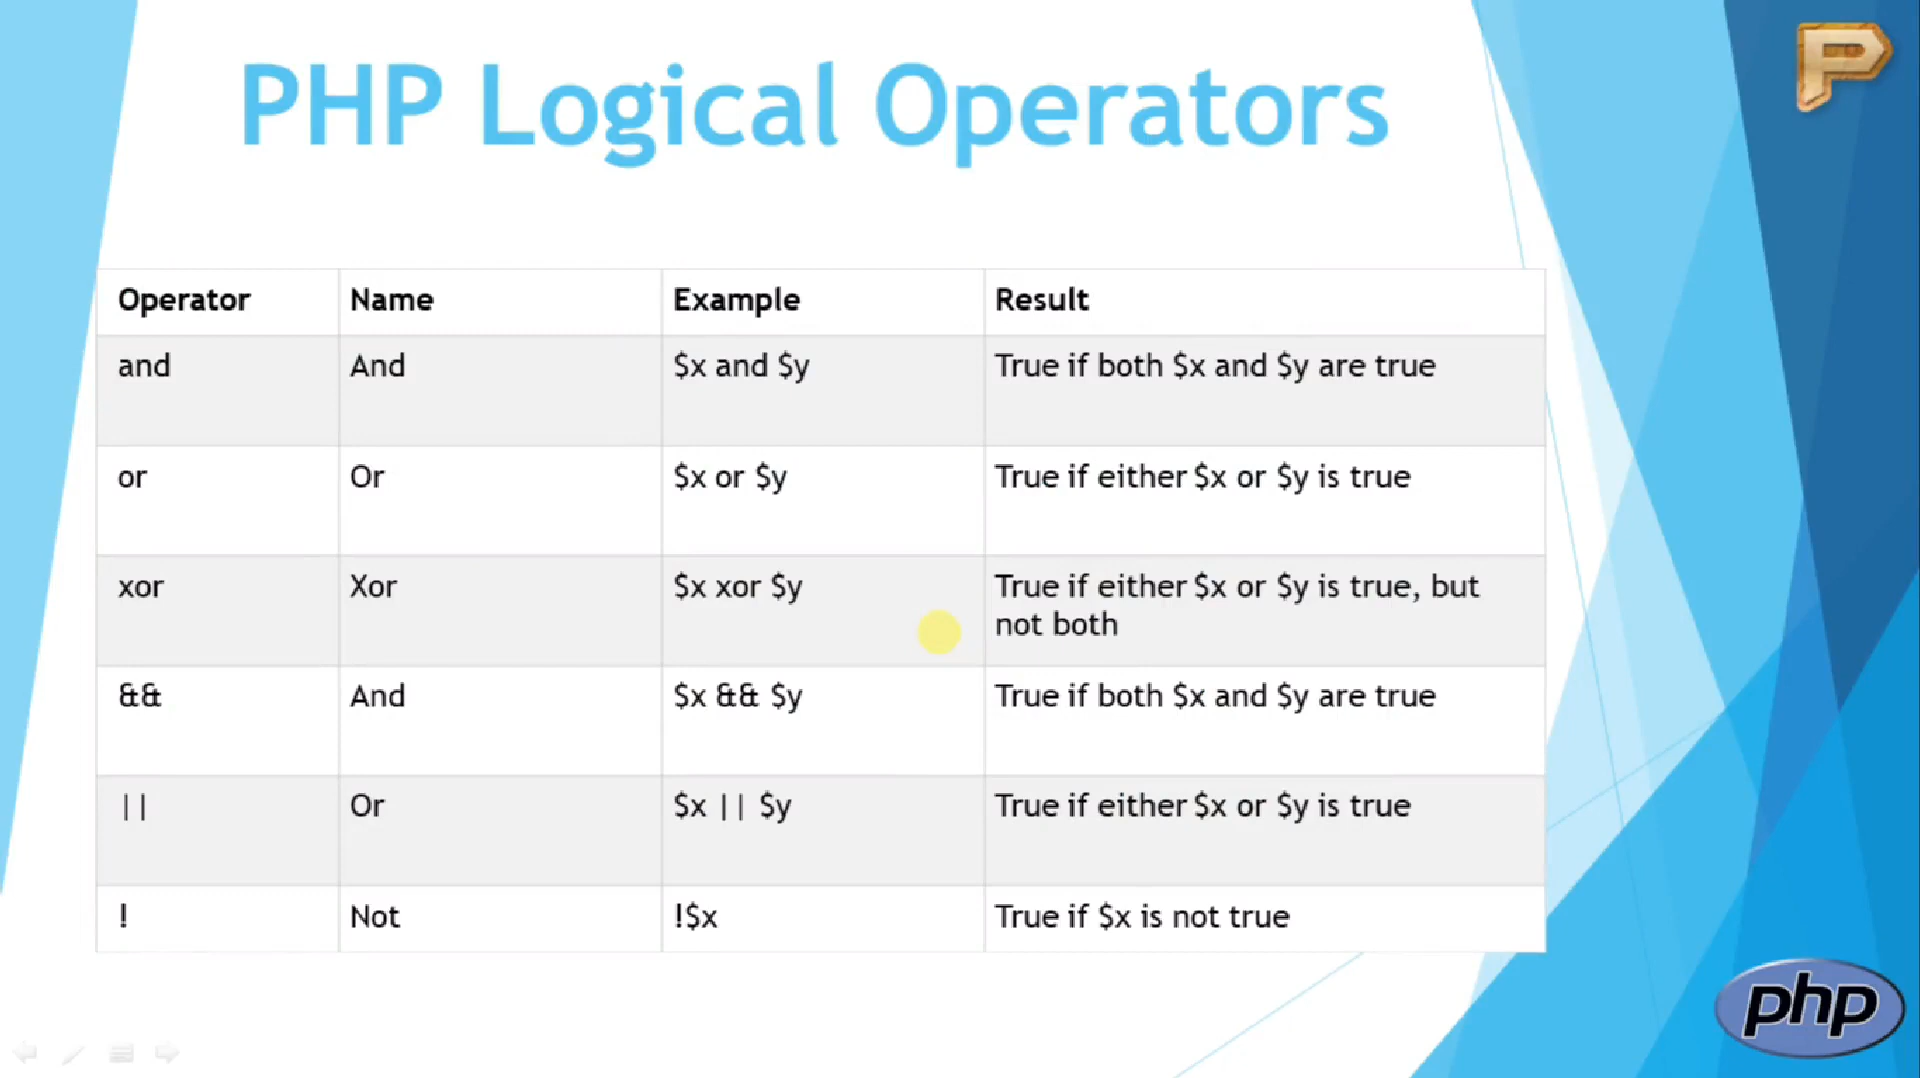 PHP Logical Operators
P
Operator Name Example Result
and And $x and $y True if both $x and $y are true
or Or $x or $y True if either $x or $y is true
xor Xor $x xor $y True if either $x or $y is true, but
not both
&& And $x && $y True if both $x and $y are true
|| Or $x || $y True if either $x or $y is true
! Not !$x True if $x is not true
php